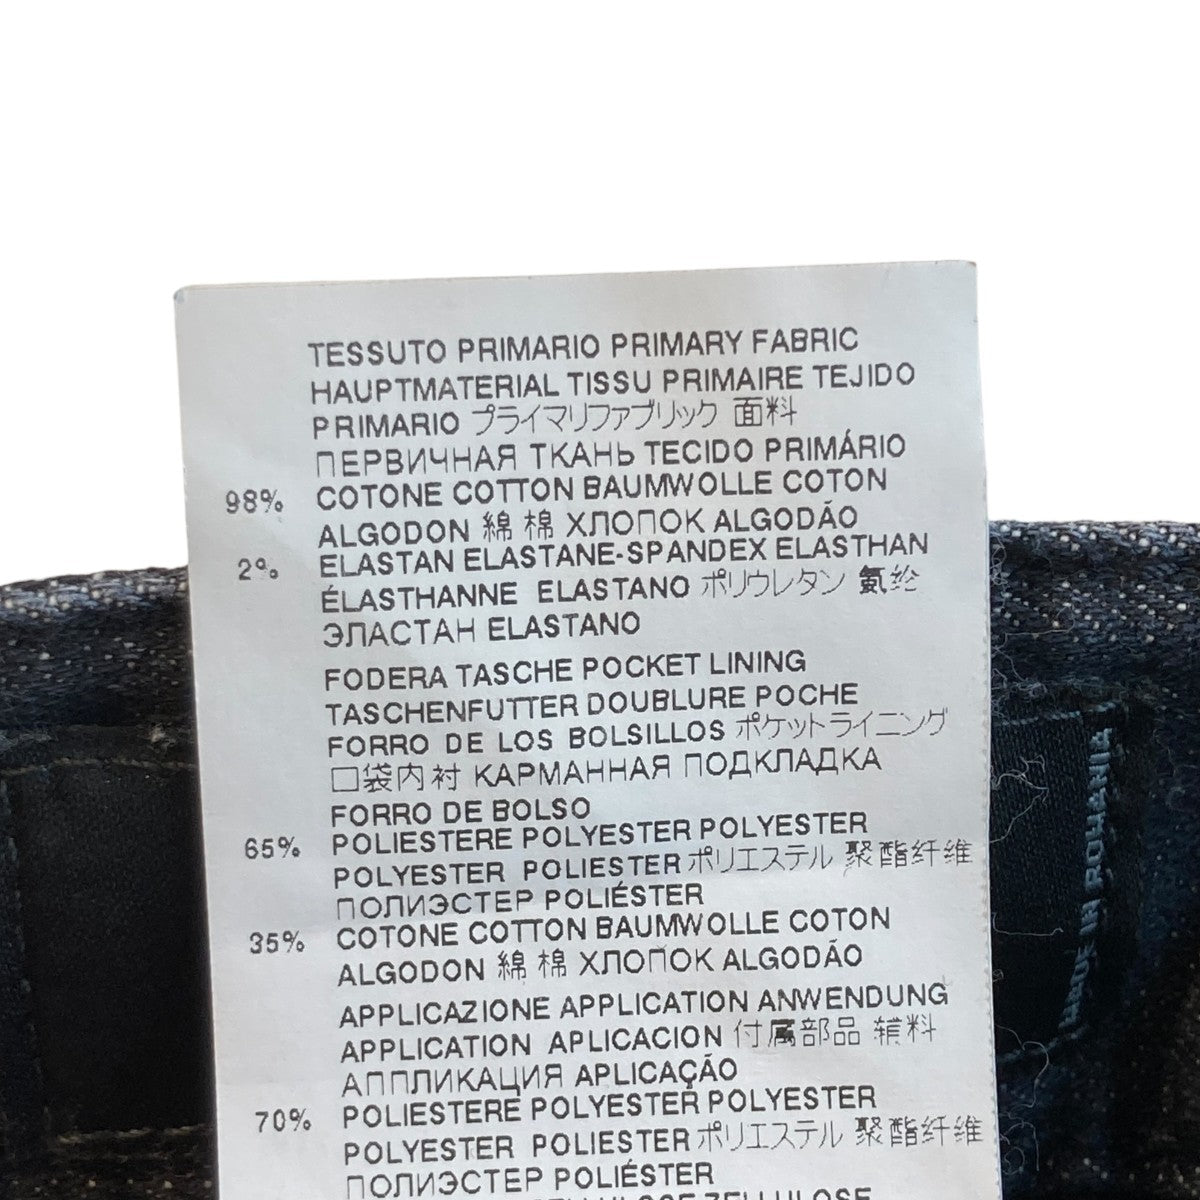 TESSUTO PRIMARIO PRIMARY FABRIC
HAUPTMATERIAL TISSU PRIMAIRE TEJIDO
PRIMARIO プライマリファブリック 面料
ПЕРВИЧНАЯ ТКАНЬ TECIDO PRIMÁRIO
98% COTONE COTTON BAUMWOLLE COTON
ALGODON 綿 棉 ХЛОПОК ALGODÃO
2% ELASTAN ELASTANE-SPANDEX ELASTHAN
ÉLASTHANNE ELASTANO ポリウレタン 氨纶
ЭЛАСТАН ELASTANO
FODERA TASCHE POCKET LINING
TASCHENFUTTER DOUBLURE POCHE
FORRO DE LOS BOLSILLOS ポケットライニング
口袋内衬 КАРМАННАЯ ПОДКЛАДКА
FORRO DE BOLSO
65% POLIESTERE POLYESTER POLYESTER
POLYESTER POLIESTER ポリエステル 聚酯纤维
ПОЛИЭСТЕР POLIÉSTER
35% COTONE COTTON BAUMWOLLE COTON
ALGODON 綿 棉 ХЛОПОК ALGODÃO
APPLICAZIONE APPLICATION ANWENDUNG
APPLICATION APLICACION 付属部品 辅料
АППЛИКАЦИЯ APLICAÇÃO
70% POLIESTERE POLYESTER POLYESTER
POLYESTER POLIESTER ポリエステル 聚酯纤维
ПОЛИЭСТЕР POLIÉSTER
MADE IN ROMANIA